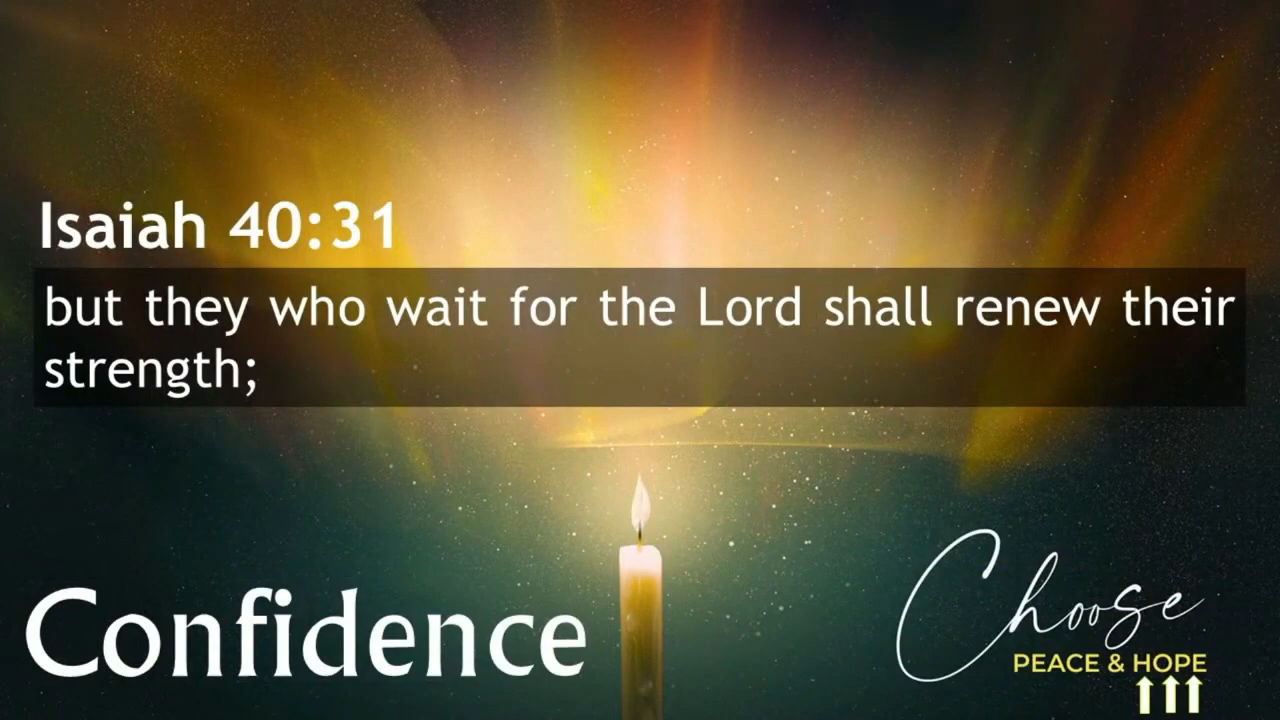 Isaiah 40:31
but they who wait for the Lord shall renew their
strength;
Confidence
Choose
PEACE & HOPE